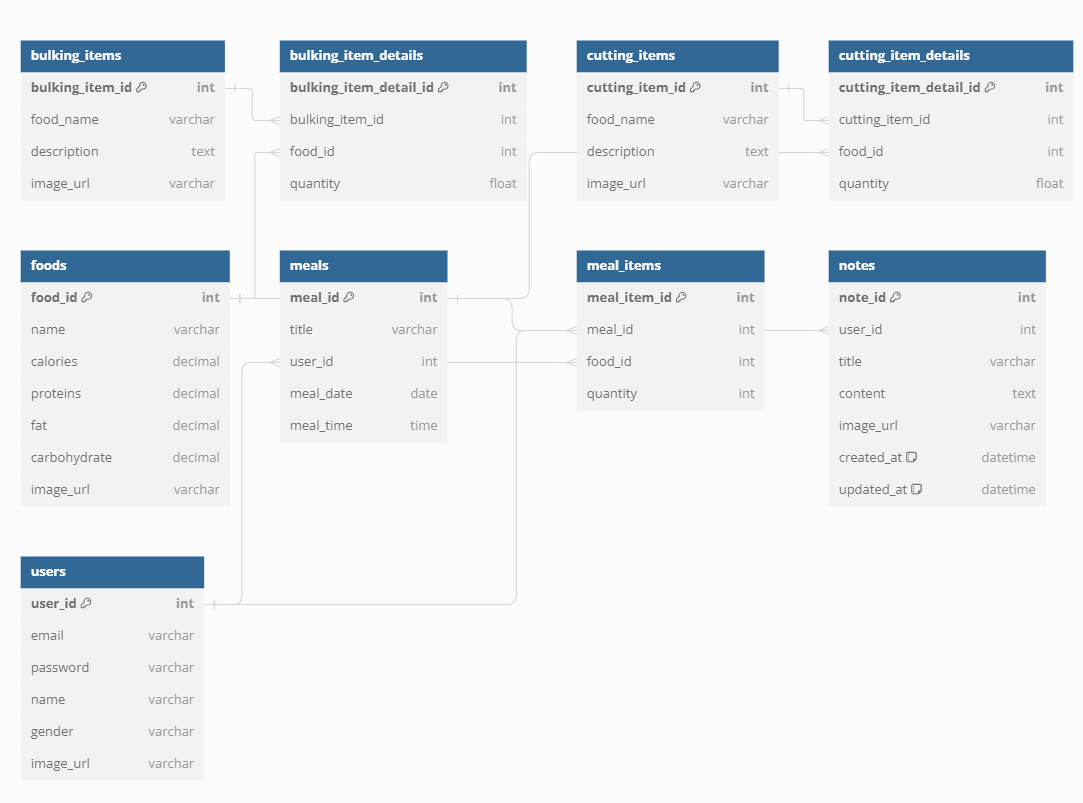 bulking_items
bulking_item_id int
food_name varchar
description text
image_url varchar
bulking_item_details
bulking_item_detail_id int
bulking_item_id int
food_id int
quantity float
cutting_items
cutting_item_id int
food_name varchar
description text
image_url varchar
cutting_item_details
cutting_item_detail_id int
cutting_item_id int
food_id int
quantity float
foods
food_id int
name varchar
calories decimal
proteins decimal
fat decimal
carbohydrate decimal
image_url varchar
meals
meal_id int
title varchar
user_id int
meal_date date
meal_time time
meal_items
meal_item_id int
meal_id int
food_id int
quantity int
notes
note_id int
user_id int
title varchar
content text
image_url varchar
created_at datetime
updated_at datetime
users
user_id int
email varchar
password varchar
name varchar
gender varchar
image_url varchar